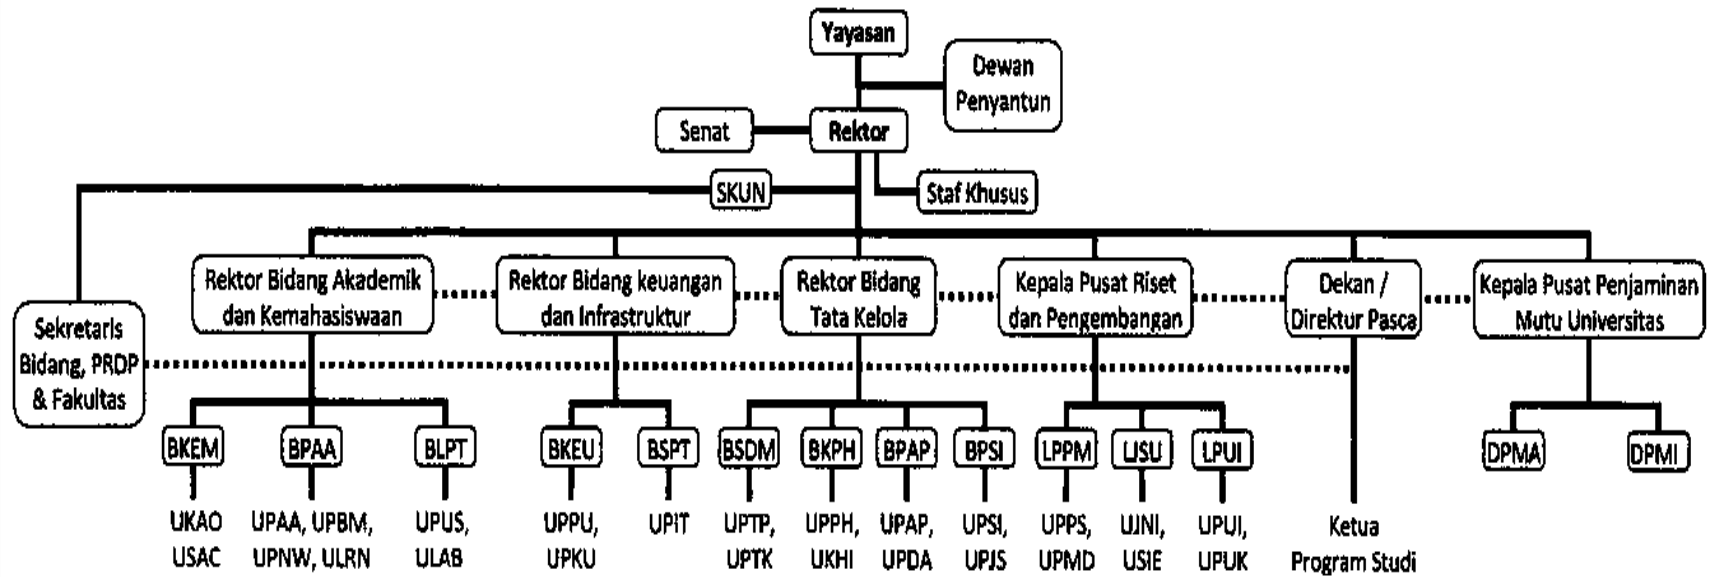 Yayasan
Dewan
Penyantun
Senat
Rektor
SKUN
Staf Khusus
Rektor Bidang Akademik
dan Kemahasiswaan
Rektor Bidang keuangan
dan Infrastruktur
Rektor Bidang
Tata Kelola
Kepala Pusat Riset
dan Pengembangan
Dekan /
Direktur Pasca
Kepala Pusat Penjaminan
Mutu Universitas
Sekretaris
Bidang, PRDP
& Fakultas
BKEM
BPAA
BLPT
BKEU
BSPT
BSDM
BKPH
BPAP
BPSI
LPPM
LJSU
LPUI
DPMA
DPMI
UKAO
USAC
UPAA, UPBM,
UPNW, ULRN
UPUS,
ULAB
UPPU,
UPKU
UPIT
UPTP,
UPTK
UPPH,
UKHI
UPAP,
UPDA
UPSI,
UPJS
UPPS,
UPMD
UJNI,
USIE
UPUI,
UPUK
Ketua
Program Studi